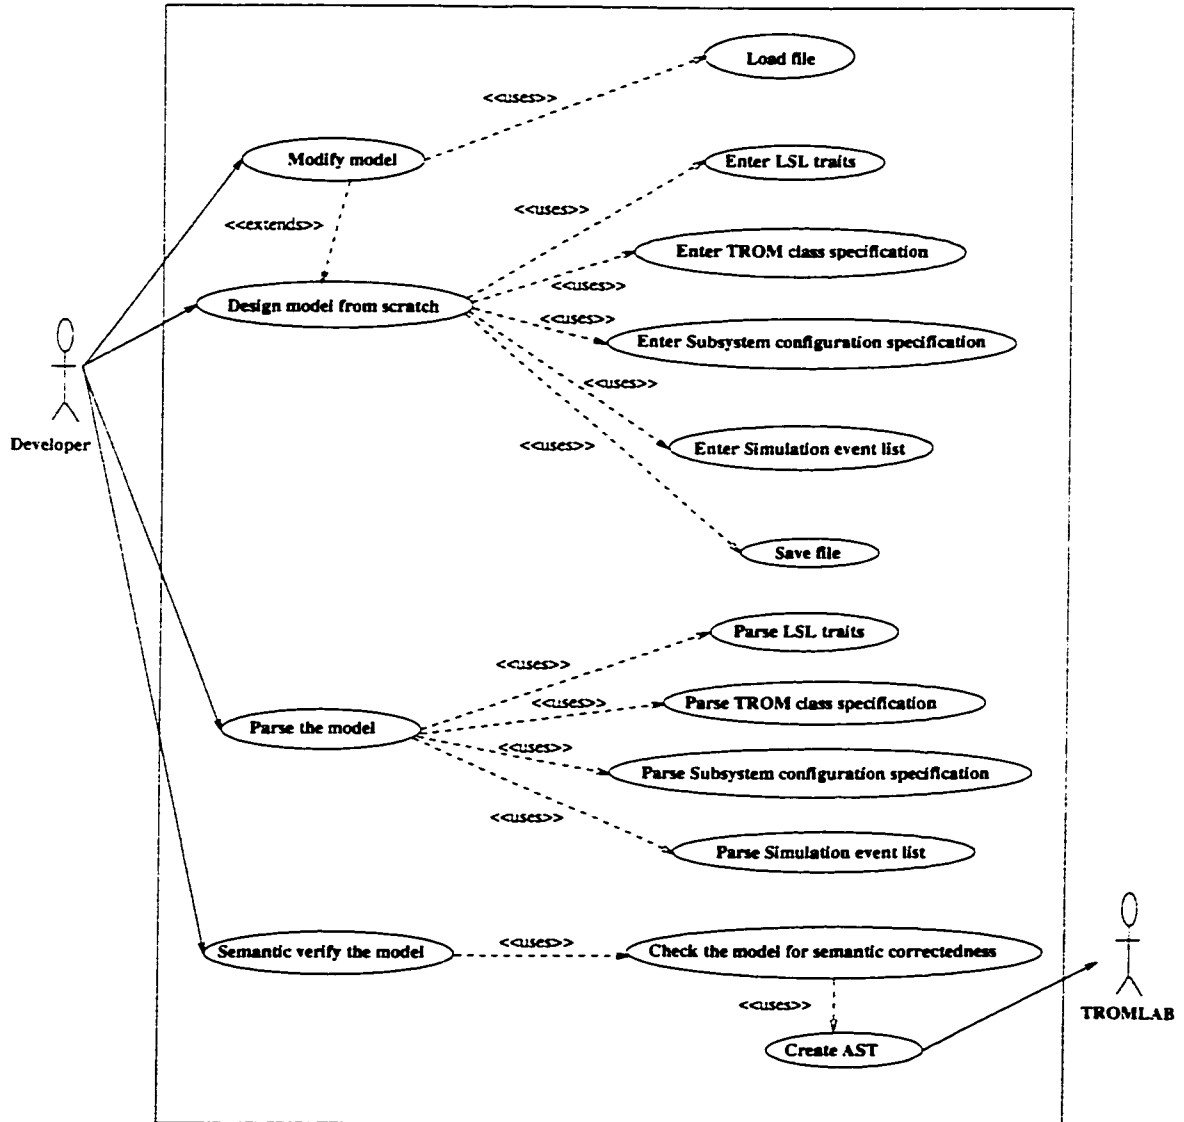 Load file
<<uses>>
Modify model
Enter LSL traits
<<uses>>
<<extends>>
Enter TROM class specification
<<uses>>
Design model from scratch
<<uses>>
Enter Subsystem configuration specification
<<uses>>
Developer
<<uses>>
Enter Simulation event list
Save file
Parse LSL traits
<<uses>>
<<uses>>
Parse TROM class specification
Parse the model
<<uses>>
Parse Subsystem configuration specification
<<uses>>
Parse Simulation event list
Semantic verify the model
<<uses>>
Check the model for semantic correctedness
<<uses>>
TROMLAB
Create AST